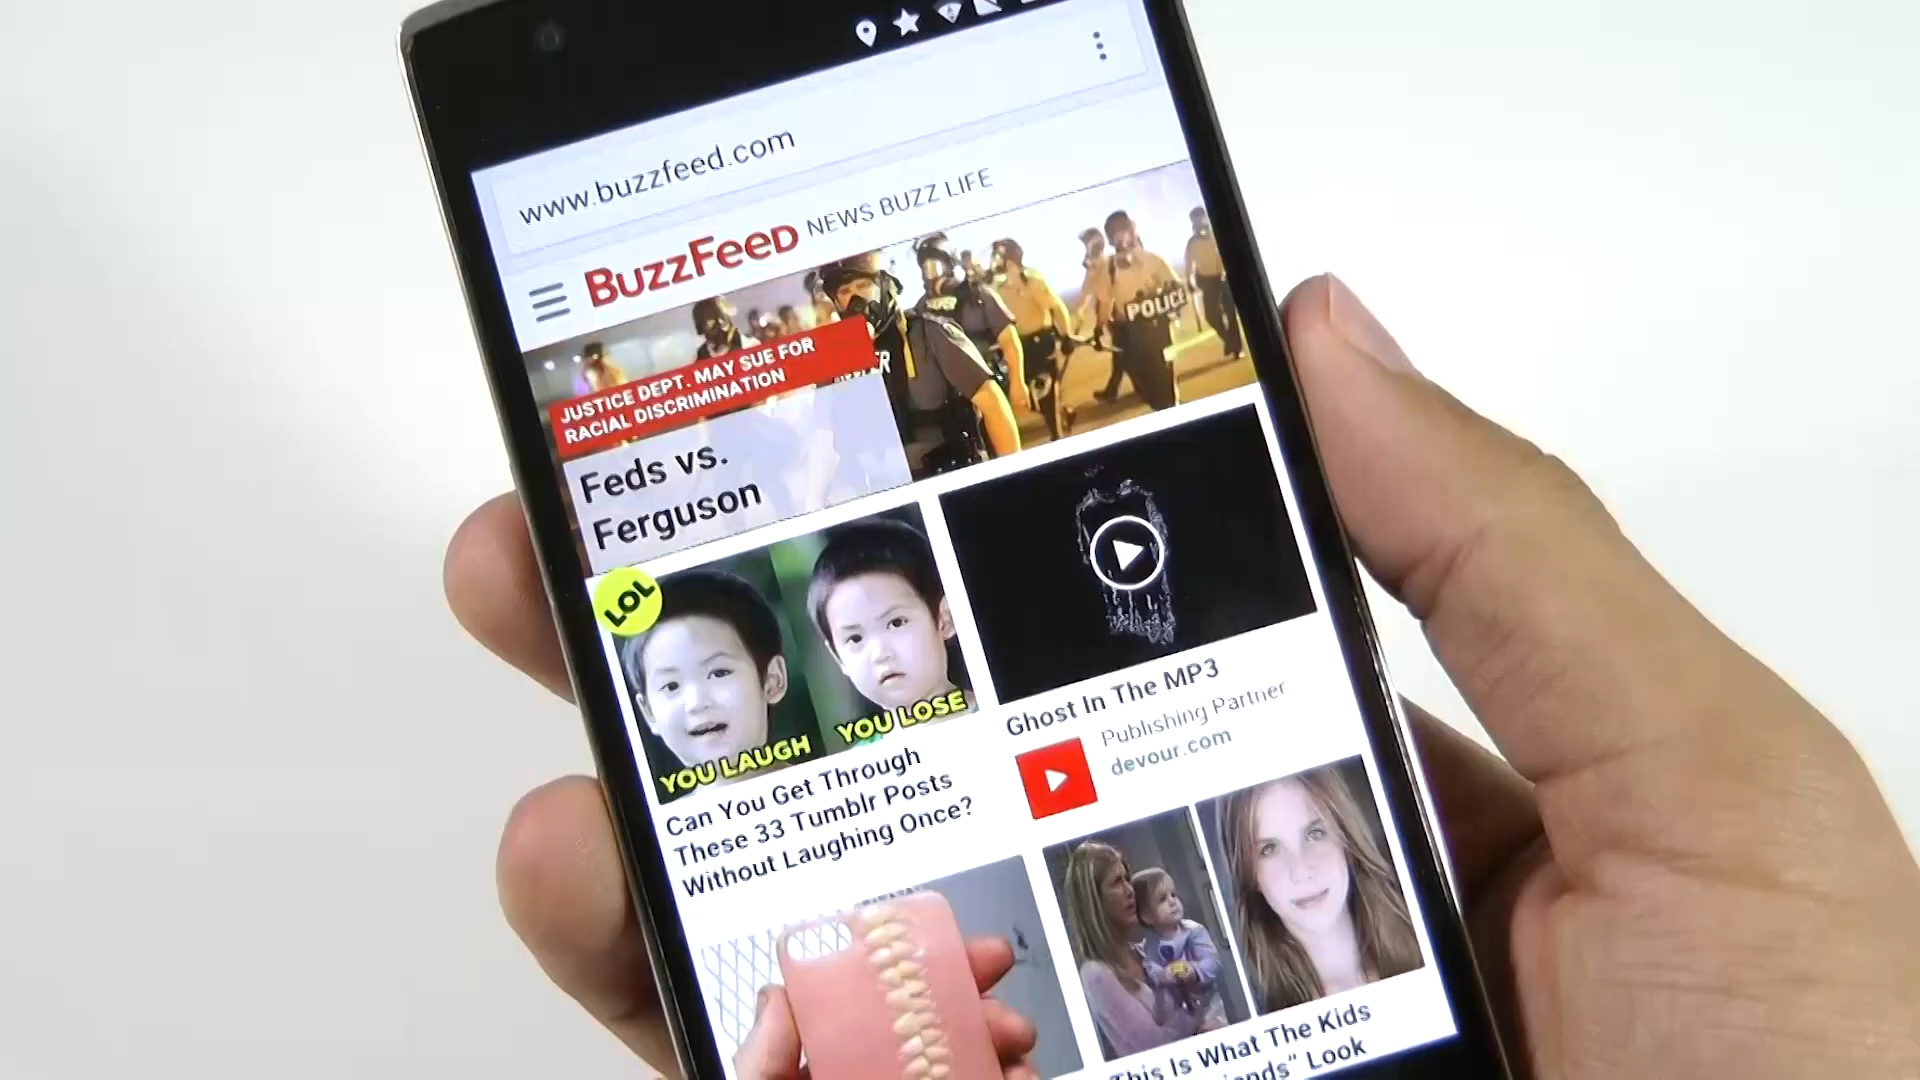 www.buzzfeed.com
BUZZFEED NEWS BUZZ LIFE
POLICE
JUSTICE DEPT. MAY SUE FOR
RACIAL DISCRIMINATION
Feds vs.
Ferguson
LOL
YOU LAUGH YOU LOSE
Can You Get Through
These 33 Tumblr Posts
Without Laughing Once?
Ghost In The MP3
Publishing Partner
devour.com
This Is What The Kids
Look